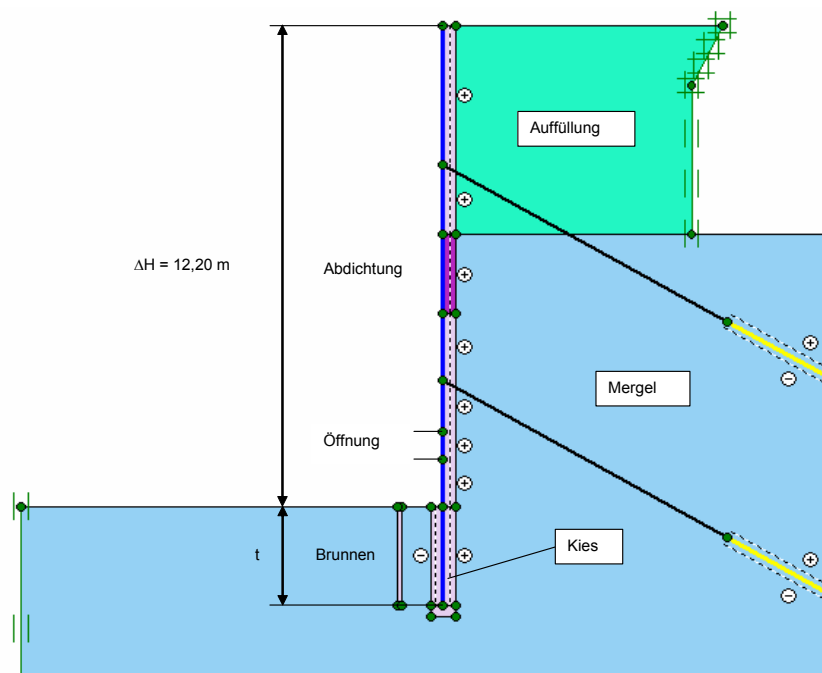 Auffüllung
ΔH = 12,20 m
Abdichtung
Mergel
Öffnung
t
Brunnen
Kies